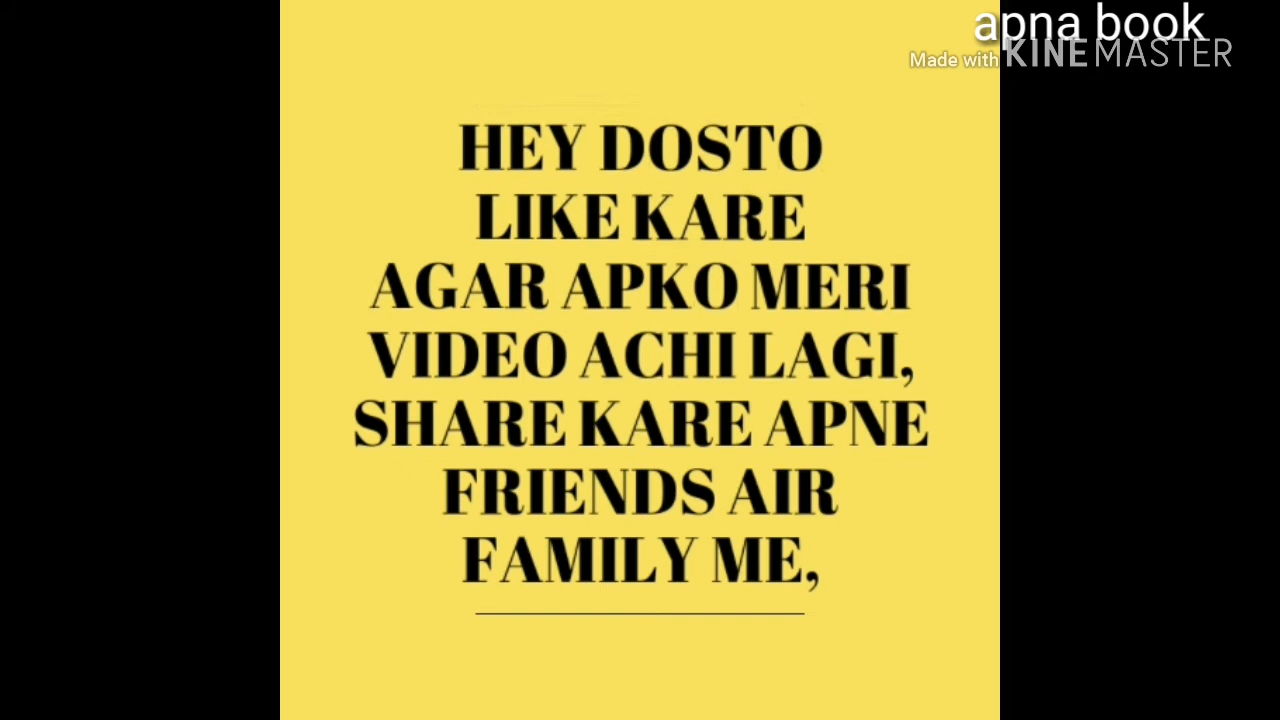 apna book
Made with KINEMASTER
HEY DOSTO
LIKE KARE
AGAR APKO MERI
VIDEO ACHI LAGI,
SHARE KARE APNE
FRIENDS AIR
FAMILY ME,